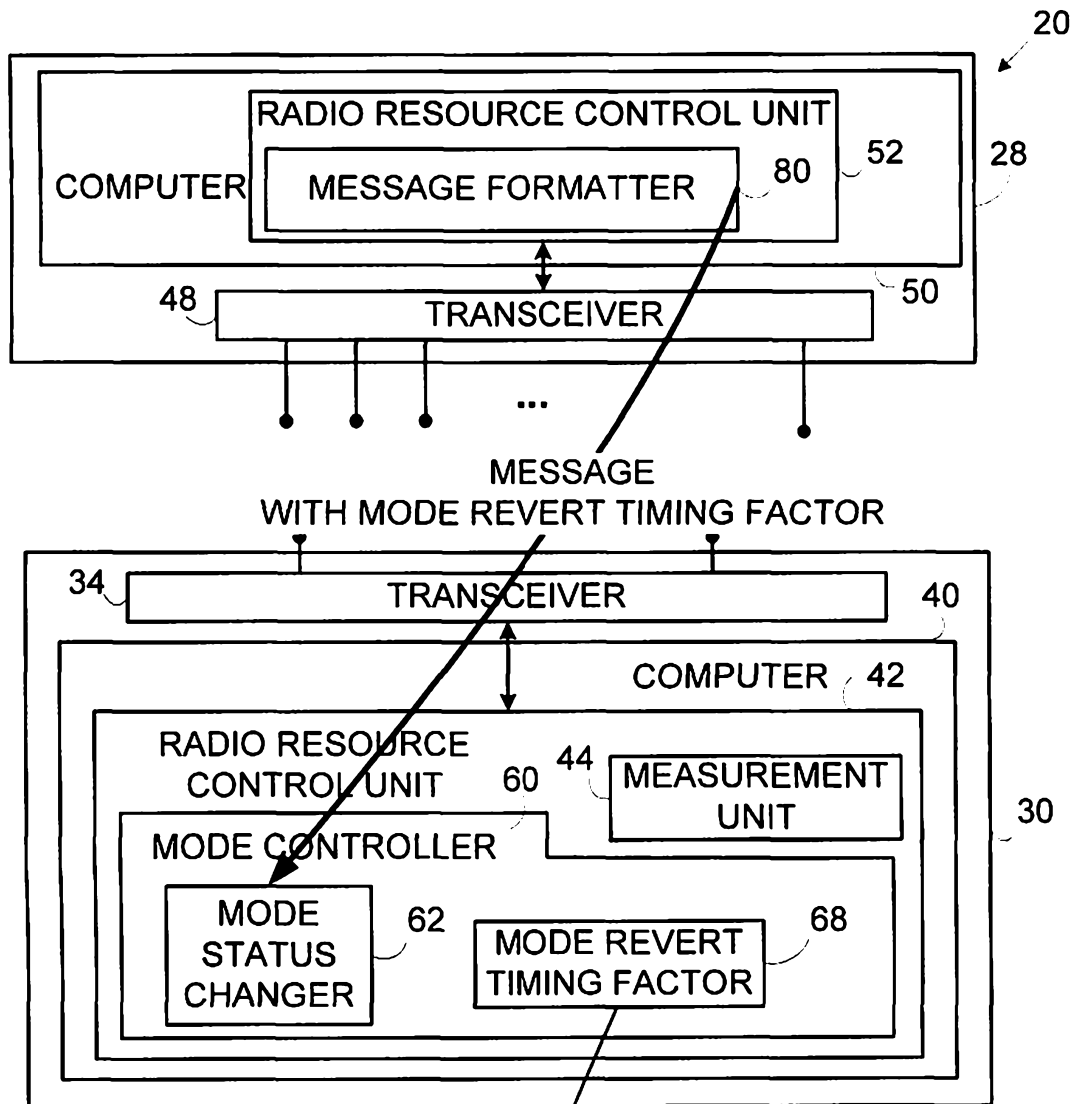 20
RADIO RESOURCE CONTROL UNIT
52
28
COMPUTER
MESSAGE FORMATTER
80
50
48
TRANSCEIVER
...
MESSAGE
WITH MODE REVERT TIMING FACTOR
34
TRANSCEIVER
40
COMPUTER
42
RADIO RESOURCE
CONTROL UNIT
44
MEASUREMENT
UNIT
60
30
MODE CONTROLLER
MODE
STATUS
CHANGER
62
MODE REVERT
TIMING FACTOR
68